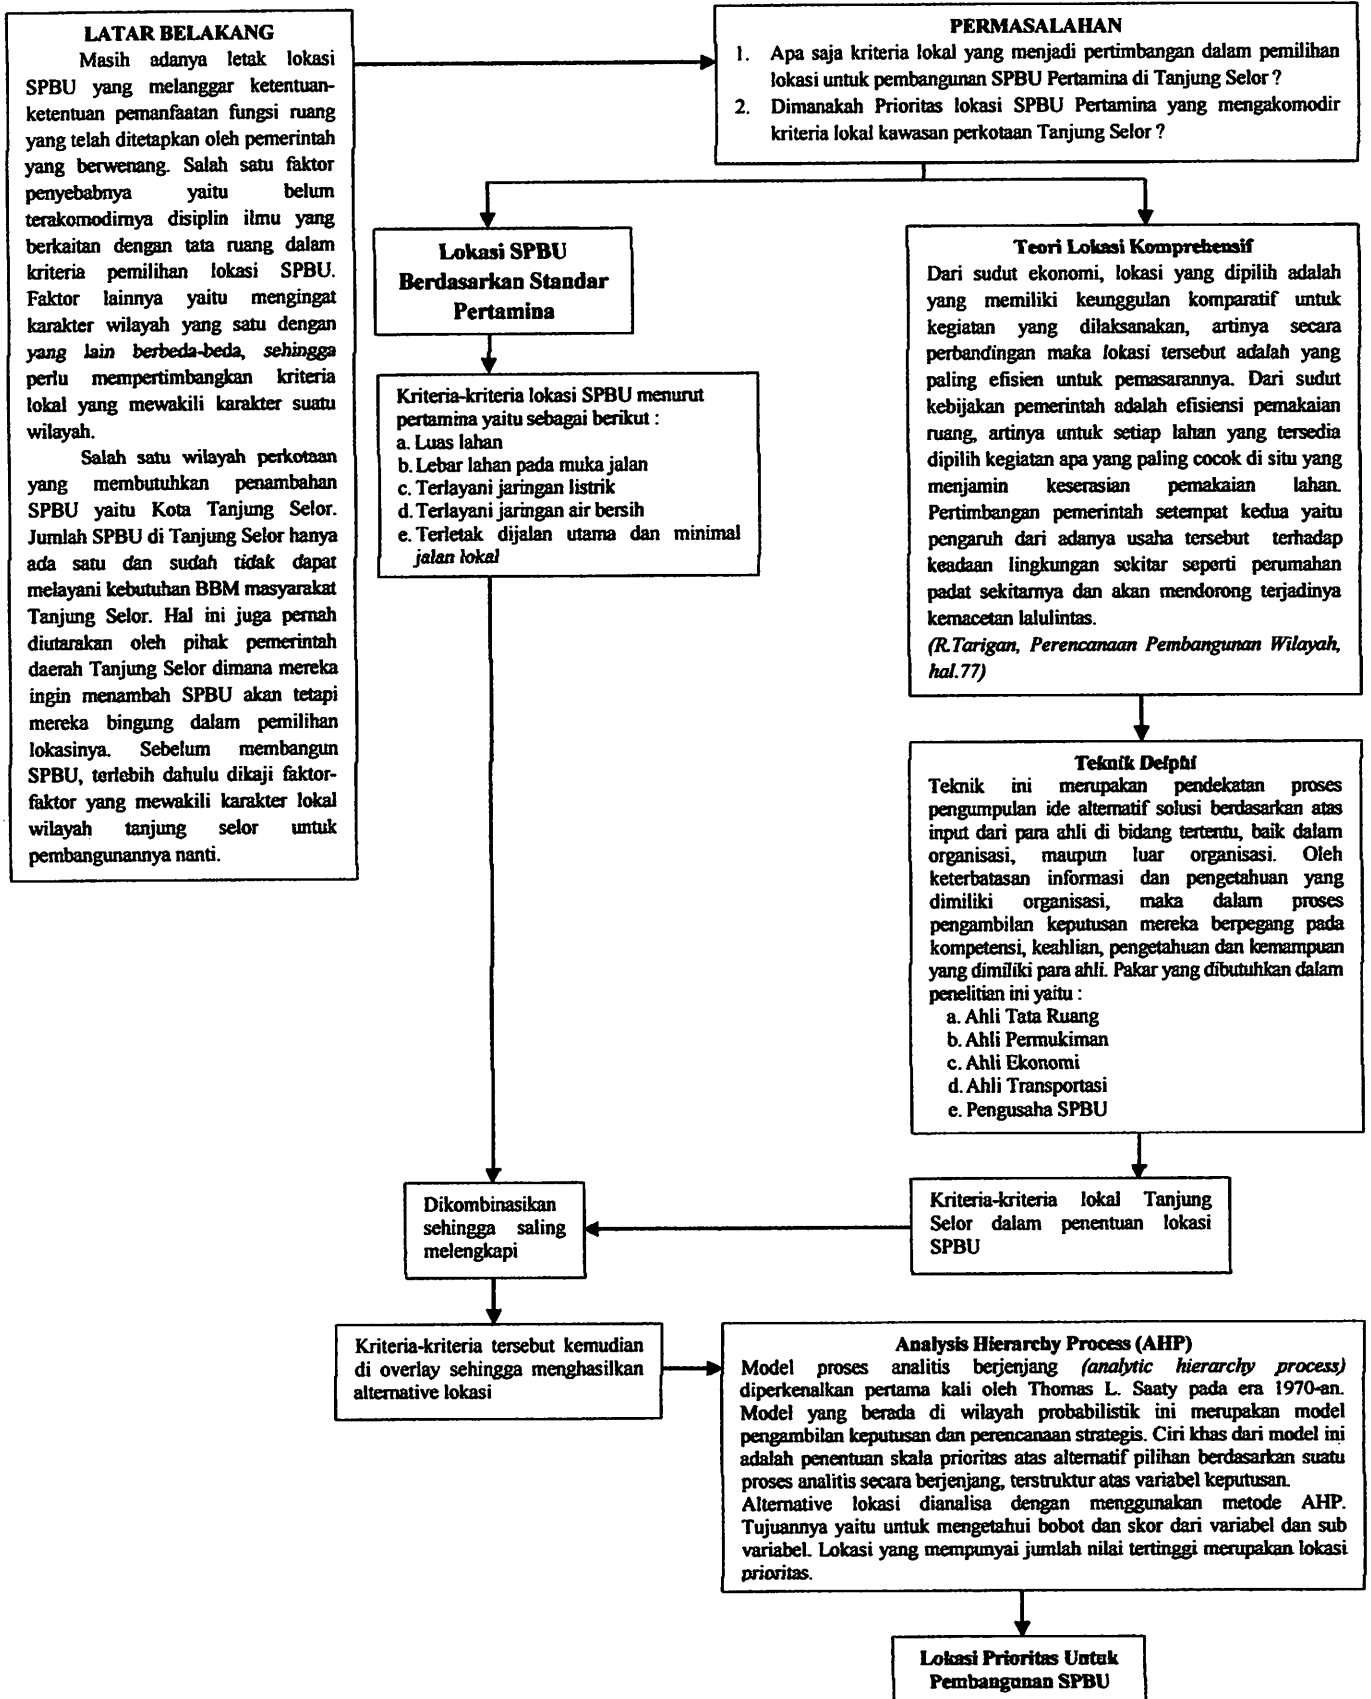 LATAR BELAKANG
Masih adanya letak lokasi
SPBU yang melanggar ketentuan-
ketentuan pemanfaatan fungsi ruang
yang telah ditetapkan oleh pemerintah
yang berwenang. Salah satu faktor
penyebabnya yaitu belum
terakomodirnya disiplin ilmu yang
berkaitan dengan tata ruang dalam
kriteria pemilihan lokasi SPBU.
Faktor lainnya yaitu mengingat
karakter wilayah yang satu dengan
yang lain berbeda-beda, sehingga
perlu mempertimbangkan kriteria
lokal yang mewakili karakter suatu
wilayah.
Salah satu wilayah perkotaan
yang membutuhkan penambahan
SPBU yaitu Kota Tanjung Selor.
Jumlah SPBU di Tanjung Selor hanya
ada satu dan sudah tidak dapat
melayani kebutuhan BBM masyarakat
Tanjung Selor. Hal ini juga pernah
diutarakan oleh pihak pemerintah
daerah Tanjung Selor dimana mereka
ingin menambah SPBU akan tetapi
mereka bingung dalam pemilihan
lokasinya. Sebelum membangun
SPBU, terlebih dahulu dikaji faktor-
faktor yang mewakili karakter lokal
wilayah tanjung selor untuk
pembangunannya nanti.
PERMASALAHAN
1. Apa saja kriteria lokal yang menjadi pertimbangan dalam pemilihan
lokasi untuk pembangunan SPBU Pertamina di Tanjung Selor ?
2. Dimanakah Prioritas lokasi SPBU Pertamina yang mengakomodir
kriteria lokal kawasan perkotaan Tanjung Selor ?
Lokasi SPBU
Berdasarkan Standar
Pertamina
Kriteria-kriteria lokasi SPBU menurut
pertamina yaitu sebagai berikut :
a. Luas lahan
b. Lebar lahan pada muka jalan
c. Terlayani jaringan listrik
d. Terlayani jaringan air bersih
e. Terletak dijalan utama dan minimal
jalan lokal
Teori Lokasi Komprehensif
Dari sudut ekonomi, lokasi yang dipilih adalah
yang memiliki keunggulan komparatif untuk
kegiatan yang dilaksanakan, artinya secara
perbandingan maka lokasi tersebut adalah yang
paling efisien untuk pemasarannya. Dari sudut
kebijakan pemerintah adalah efisiensi pemakaian
ruang, artinya untuk setiap lahan yang tersedia
dipilih kegiatan apa yang paling cocok di situ yang
menjamin keserasian pemakaian lahan.
Pertimbangan pemerintah setempat kedua yaitu
pengaruh dari adanya usaha tersebut terhadap
keadaan lingkungan sekitar seperti perumahan
padat sekitarnya dan akan mendorong terjadinya
kemacetan lalulintas.
(R.Tarigan, Perencanaan Pembangunan Wilayah,
hal.77)
Teknik Delphi
Teknik ini merupakan pendekatan proses
pengumpulan ide alternatif solusi berdasarkan atas
input dari para ahli di bidang tertentu, baik dalam
organisasi, maupun luar organisasi. Oleh
keterbatasan informasi dan pengetahuan yang
dimiliki organisasi, maka dalam proses
pengambilan keputusan mereka berpegang pada
kompetensi, keahlian, pengetahuan dan kemampuan
yang dimiliki para ahli. Pakar yang dibutuhkan dalam
penelitian ini yaitu :
a. Ahli Tata Ruang
b. Ahli Permukiman
c. Ahli Ekonomi
d. Ahli Transportasi
e. Pengusaha SPBU
Dikombinasikan
sehingga saling
melengkapi
Kriteria-kriteria lokal Tanjung
Selor dalam penentuan lokasi
SPBU
Kriteria-kriteria tersebut kemudian
di overlay sehingga menghasilkan
alternative lokasi
Analysis Hierarchy Process (AHP)
Model proses analitis berjenjang (analytic hierarchy process)
diperkenalkan pertama kali oleh Thomas L. Saaty pada era 1970-an.
Model yang berada di wilayah probabilistik ini merupakan model
pengambilan keputusan dan perencanaan strategis. Ciri khas dari model ini
adalah penentuan skala prioritas atas alternatif pilihan berdasarkan suatu
proses analitis secara berjenjang, terstruktur atas variabel keputusan.
Alternative lokasi dianalisa dengan menggunakan metode AHP.
Tujuannya yaitu untuk mengetahui bobot dan skor dari variabel dan sub
variabel. Lokasi yang mempunyai jumlah nilai tertinggi merupakan lokasi
prioritas.
Lokasi Prioritas Untuk
Pembangunan SPBU